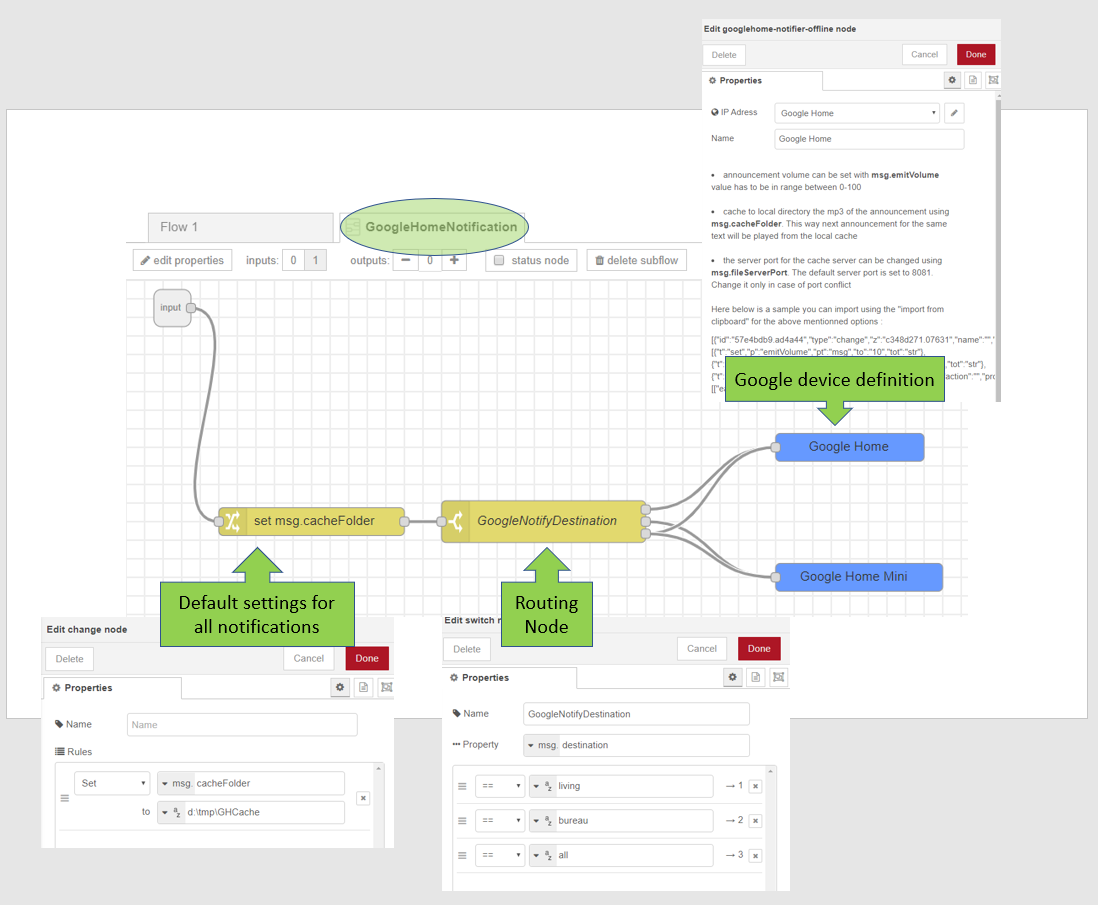 Edit googlehome-notifier-offline node
Delete
Cancel
Done
Properties
IP Adress
Google Home
Name
Google Home
• announcement volume can be set with msg.emitVolume
value has to be in range between 0-100
• cache to local directory the mp3 of the announcement using
msg.cacheFolder. This way next announcement for the same
text will be played from the local cache
• the server port for the cache server can be changed using
msg.fileServerPort. The default server port is set to 8081.
Change it only in case of port conflict
Here below is a sample you can import using the "import from
clipboard" for the above mentionned options :
[{"id":"57e4bdb9.ad4a44","type":"change","z":"c348d271.07631","name":"","
[{"t":"set","p":"emitVolume","pt":"msg","to":"10","tot":"str"},
{"t":
,"tot":"str"},
{"t":
action":"","pro
[["ea
Google device definition
Flow 1
GoogleHomeNotification
edit properties
inputs: 0 1
outputs: − 0 +
status node
delete subflow
input
Google Home
set msg.cacheFolder
GoogleNotifyDestination
Google Home Mini
Default settings for
all notifications
Routing
Node
Edit change node
Delete
Cancel
Done
Properties
Name
Name
Rules
Set
msg. cacheFolder
to
d:\tmp\GHCache
Edit switch n
Delete
Cancel
Done
Properties
Name
GoogleNotifyDestination
Property
msg. destination
== living → 1
== bureau → 2
== all → 3